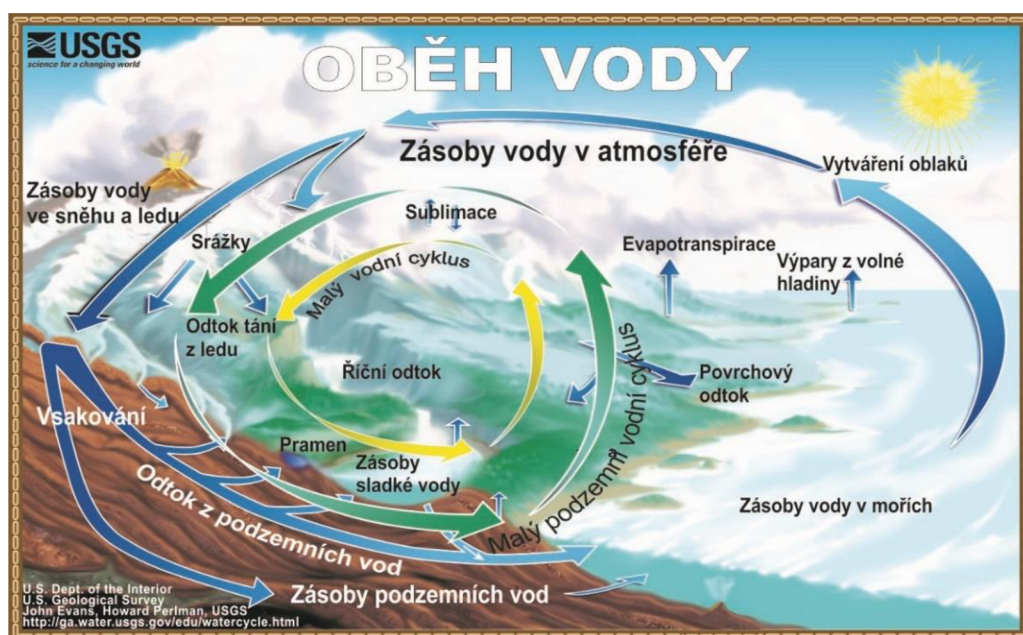 USGS
science for a changing world
OBĚH VODY
Zásoby vody v atmosféře
Vytváření oblaků
Zásoby vody
ve sněhu a ledu
Sublimace
Srážky
Evapotranspirace
Výpary z volné
hladiny
Malý vodní cyklus
Odtok tání
z ledu
Říční odtok
Povrchový
odtok
Malý podzemní vodní cyklus
Vsakování
Pramen
Zásoby
sladké vody
Odtok z podzemních vod
Zásoby vody v mořích
Zásoby podzemních vod
U.S. Dept. of the Interior
U.S. Geological Survey
John Evans, Howard Perlman, USGS
http://ga.water.usgs.gov/edu/watercycle.html